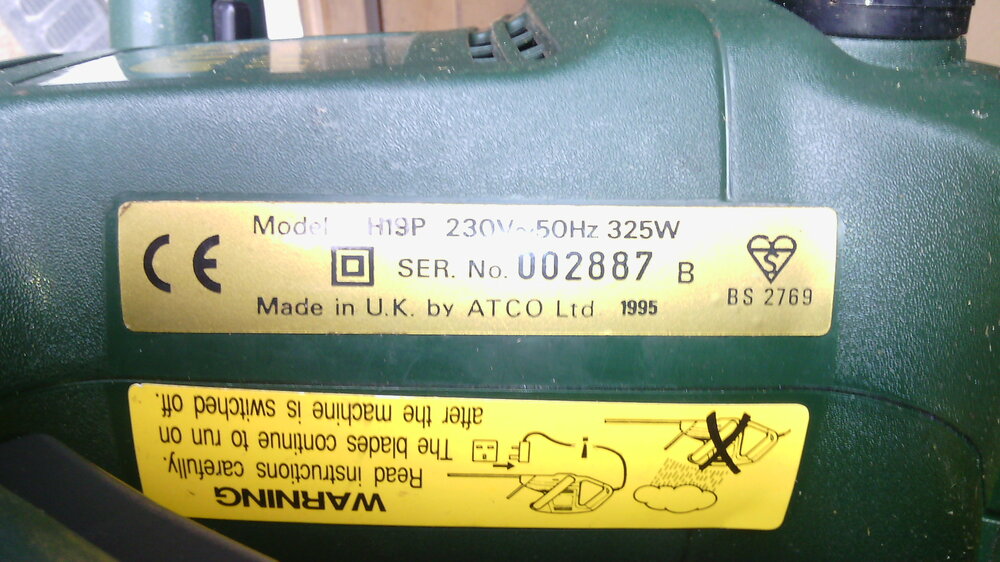 Model H19P 230V~50Hz 325W
CE
SER. No. 002887 B
Made in U.K. by ATCO Ltd 1995
BS 2769
WARNING
Read instructions carefully.
The blades continue to run on
after the machine is switched off.